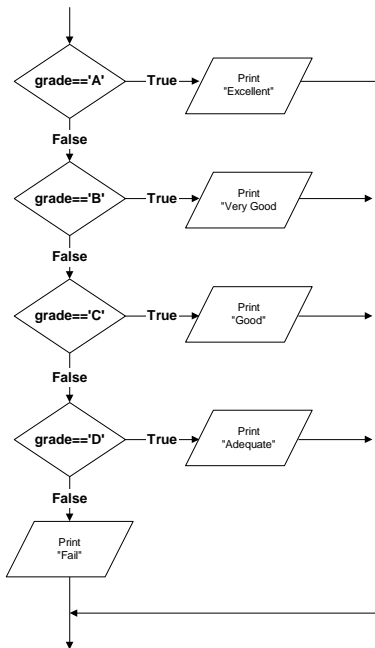 grade=='A'
True
Print
"Excellent"
False
grade=='B'
True
Print
"Very Good
False
grade=='C'
True
Print
"Good"
False
grade=='D'
True
Print
"Adequate"
False
Print
"Fail"